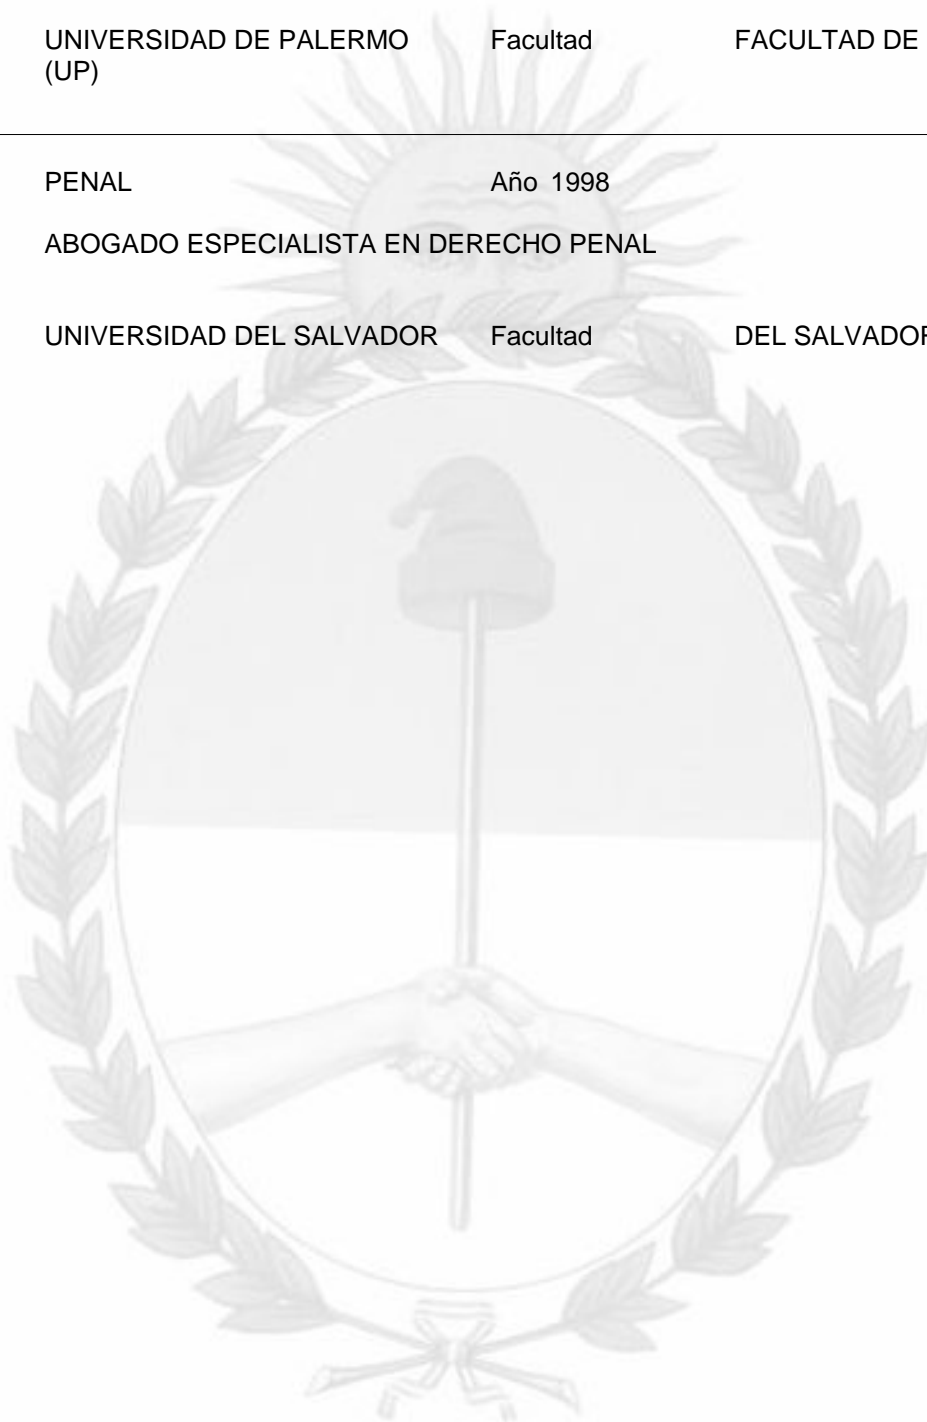 UNIVERSIDAD DE PALERMO Facultad FACULTAD DE
(UP)
PENAL Año 1998
ABOGADO ESPECIALISTA EN DERECHO PENAL
UNIVERSIDAD DEL SALVADOR Facultad DEL SALVADOR